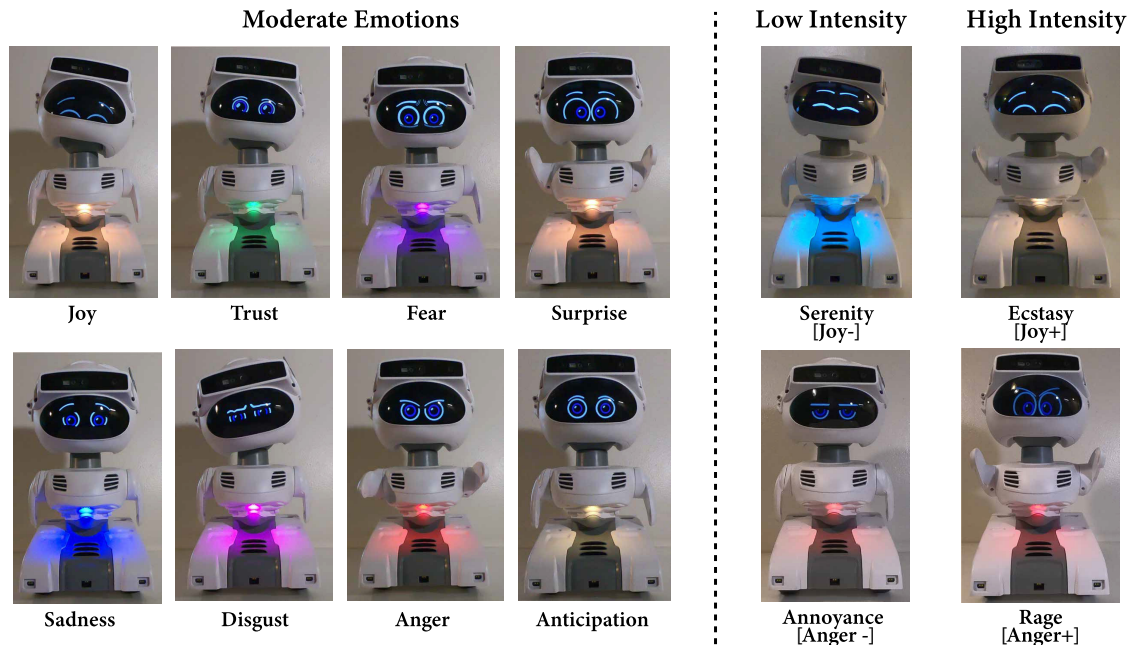 Moderate Emotions
Low Intensity
High Intensity
Joy
Trust
Fear
Surprise
Serenity
[Joy-]
Ecstasy
[Joy+]
Sadness
Disgust
Anger
Anticipation
Annoyance
[Anger -]
Rage
[Anger+]